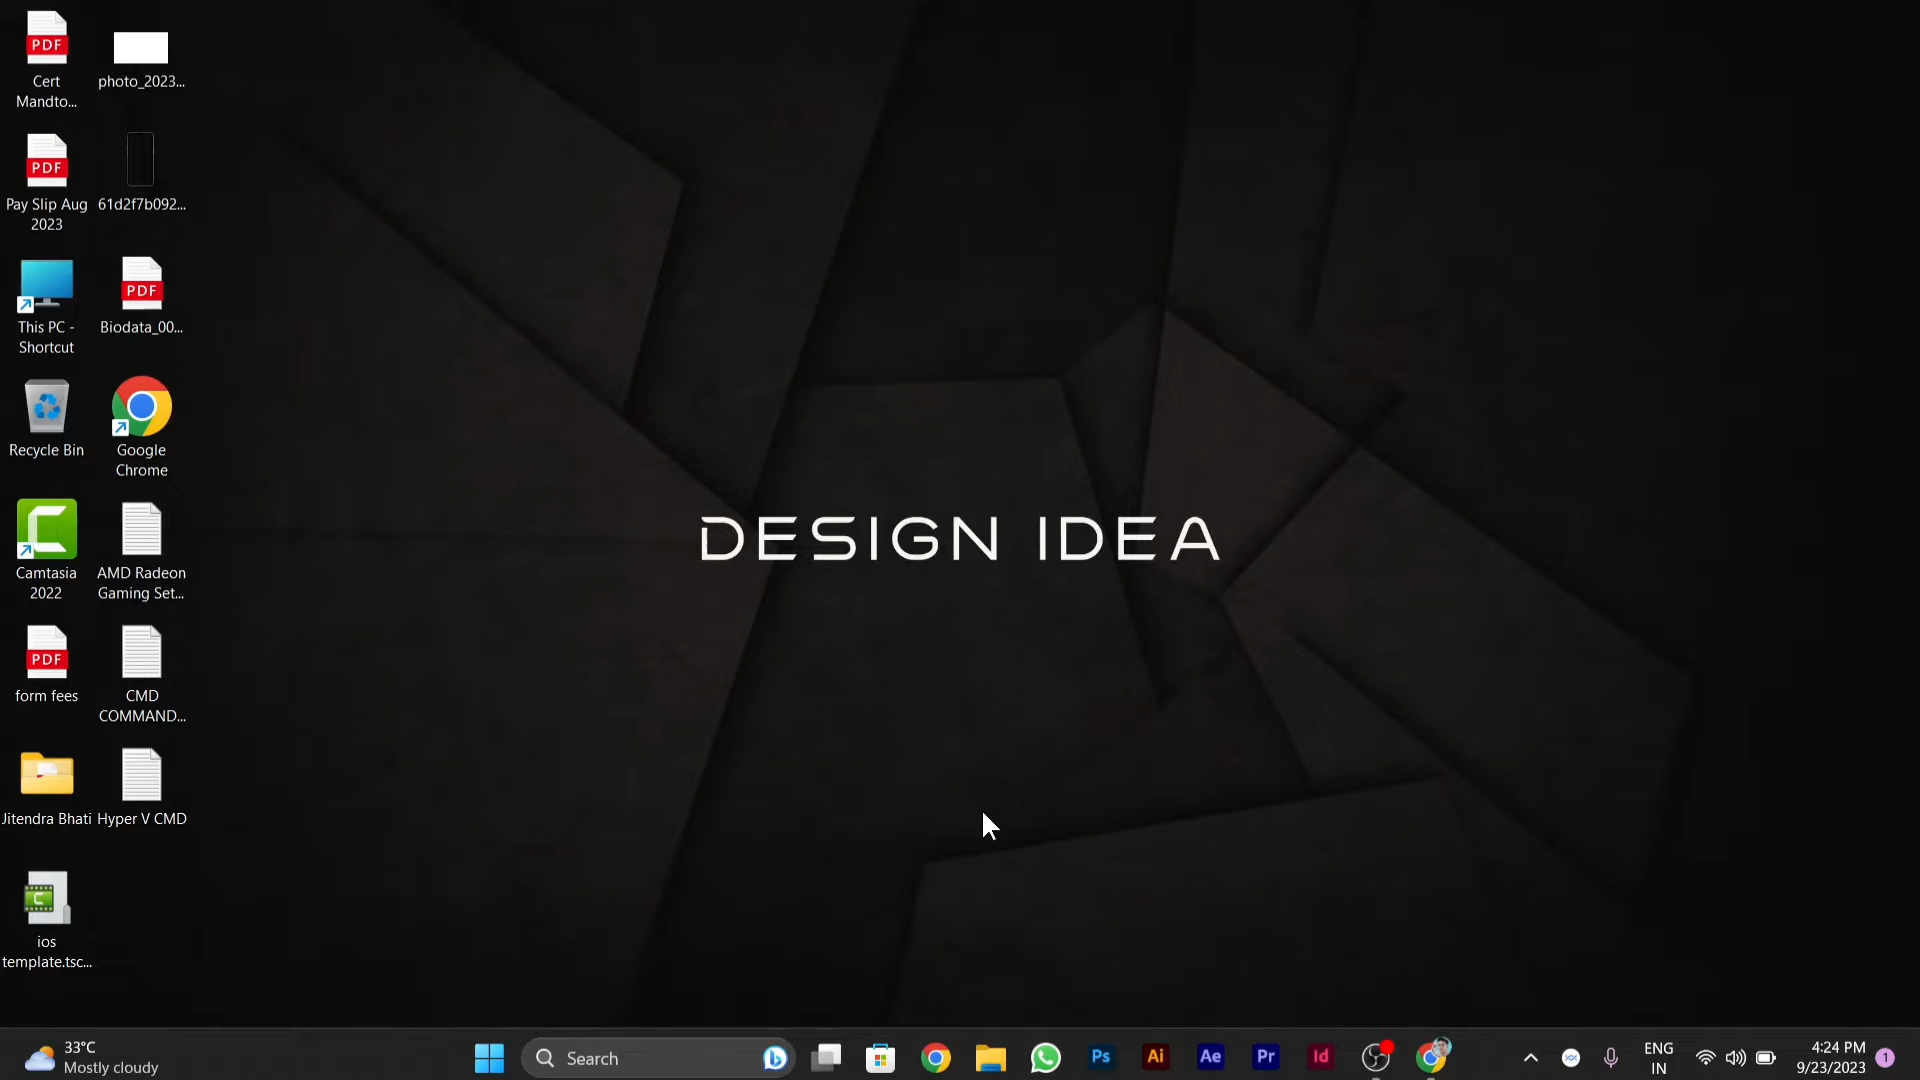 PDF
Cert
Mandto...
photo_2023...
PDF
Pay Slip Aug
2023
61d2f7b092...
This PC -
Shortcut
PDF
Biodata_00...
Recycle Bin
Google
Chrome
Camtasia
2022
AMD Radeon
Gaming Set...
PDF
form fees
CMD
COMMAND...
Jitendra Bhati
Hyper V CMD
ios
template.tsc...
DESIGN IDEA
33°C
Mostly cloudy
Search
Ps
Ai
Ae
Pr
Id
ENG
IN
4:24 PM
9/23/2023
1